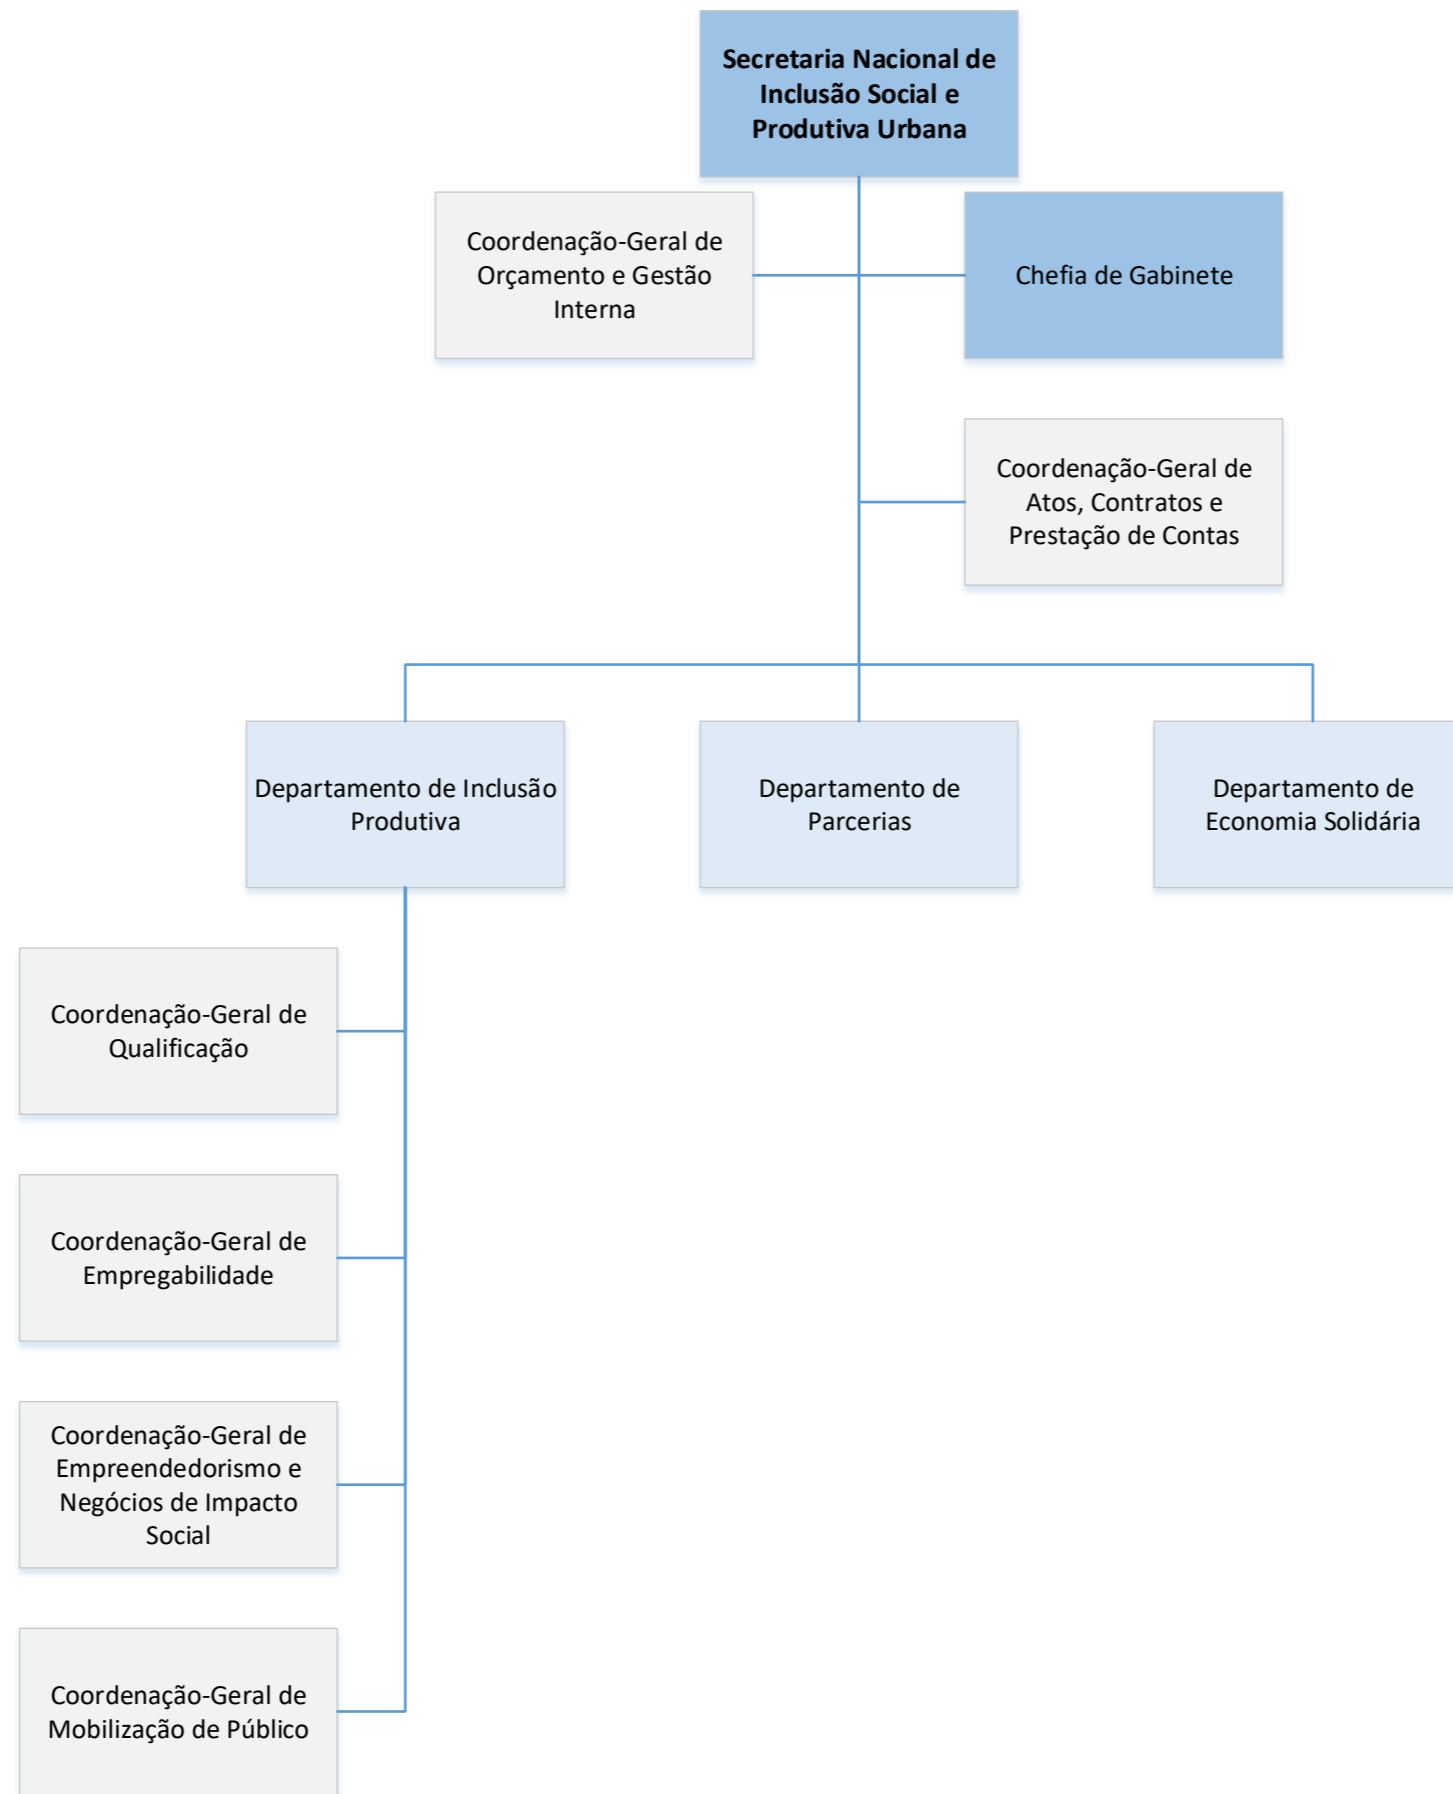 Secretaria Nacional de
Inclusão Social e
Produtiva Urbana
Coordenação-Geral de
Orçamento e Gestão
Interna
Chefia de Gabinete
Coordenação-Geral de
Atos, Contratos e
Prestação de Contas
Departamento de Inclusão
Produtiva
Departamento de
Parcerias
Departamento de
Economia Solidária
Coordenação-Geral de
Qualificação
Coordenação-Geral de
Empregabilidade
Coordenação-Geral de
Empreendedorismo e
Negócios de Impacto
Social
Coordenação-Geral de
Mobilização de Público